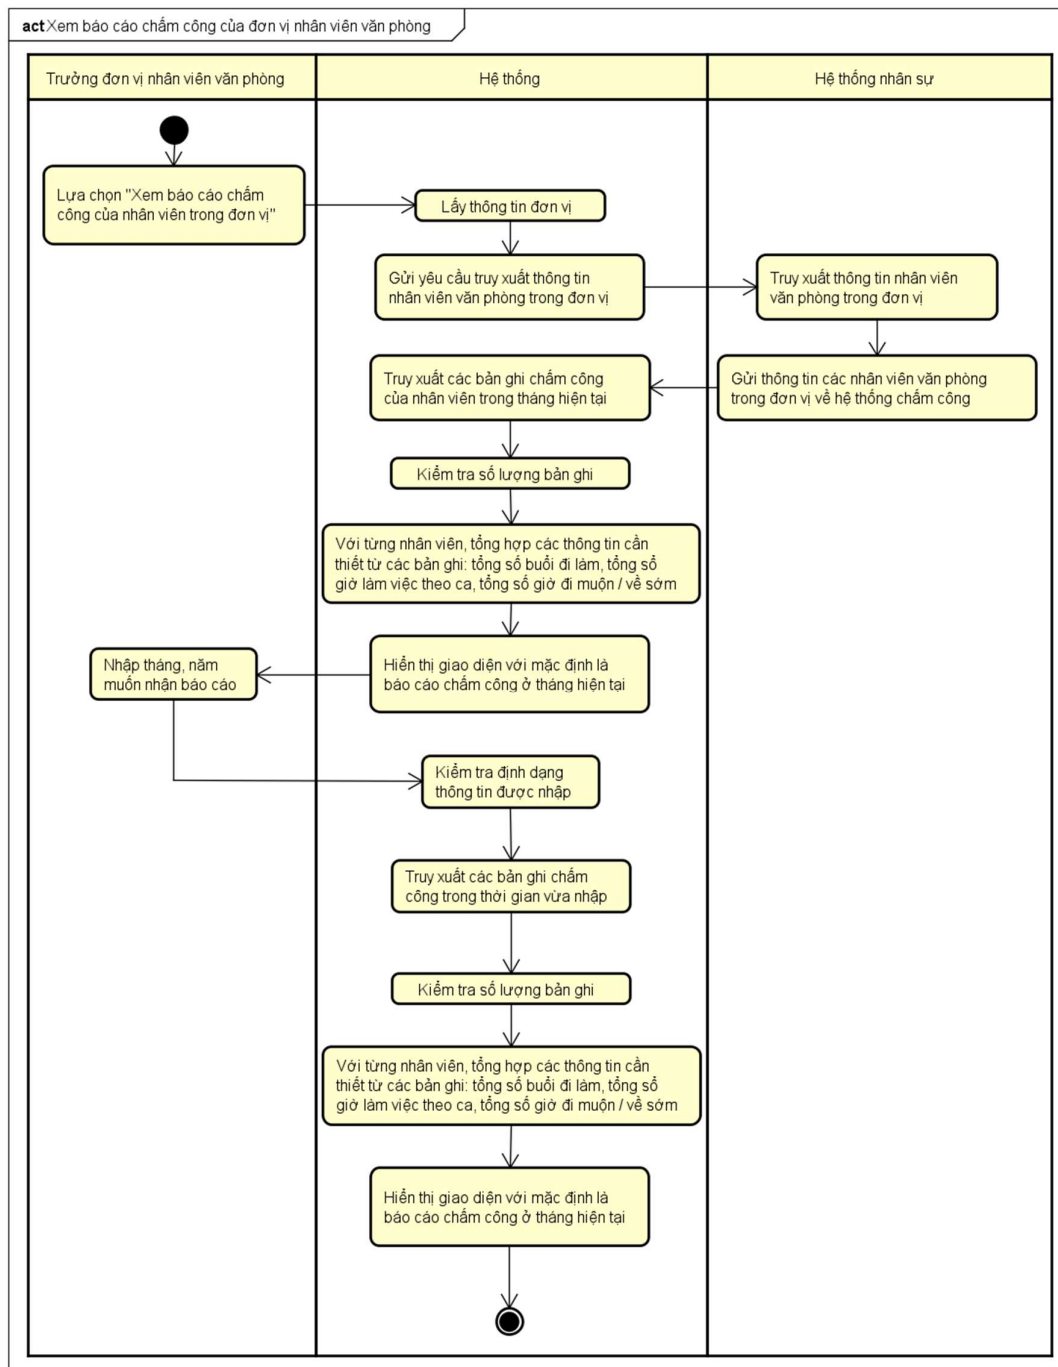 act Xem báo cáo chấm công của đơn vị nhân viên văn phòng
Trưởng đơn vị nhân viên văn phòng
Hệ thống
Hệ thống nhân sự
Lựa chọn "Xem báo cáo chấm
công của nhân viên trong đơn vị"
Lấy thông tin đơn vị
Gửi yêu cầu truy xuất thông tin
nhân viên văn phòng trong đơn vị
Truy xuất thông tin nhân viên
văn phòng trong đơn vị
Gửi thông tin các nhân viên văn phòng
trong đơn vị về hệ thống chấm công
Truy xuất các bản ghi chấm công
của nhân viên trong tháng hiện tại
Kiểm tra số lượng bản ghi
Với từng nhân viên, tổng hợp các thông tin cần
thiết từ các bản ghi: tổng số buổi đi làm, tổng số
giờ làm việc theo ca, tổng số giờ đi muộn / về sớm
Hiển thị giao diện với mặc định là
báo cáo chấm công ở tháng hiện tại
Nhập tháng, năm
muốn nhận báo cáo
Kiểm tra định dạng
thông tin được nhập
Truy xuất các bản ghi chấm
công trong thời gian vừa nhập
Kiểm tra số lượng bản ghi
Với từng nhân viên, tổng hợp các thông tin cần
thiết từ các bản ghi: tổng số buổi đi làm, tổng số
giờ làm việc theo ca, tổng số giờ đi muộn / về sớm
Hiển thị giao diện với mặc định là
báo cáo chấm công ở tháng hiện tại